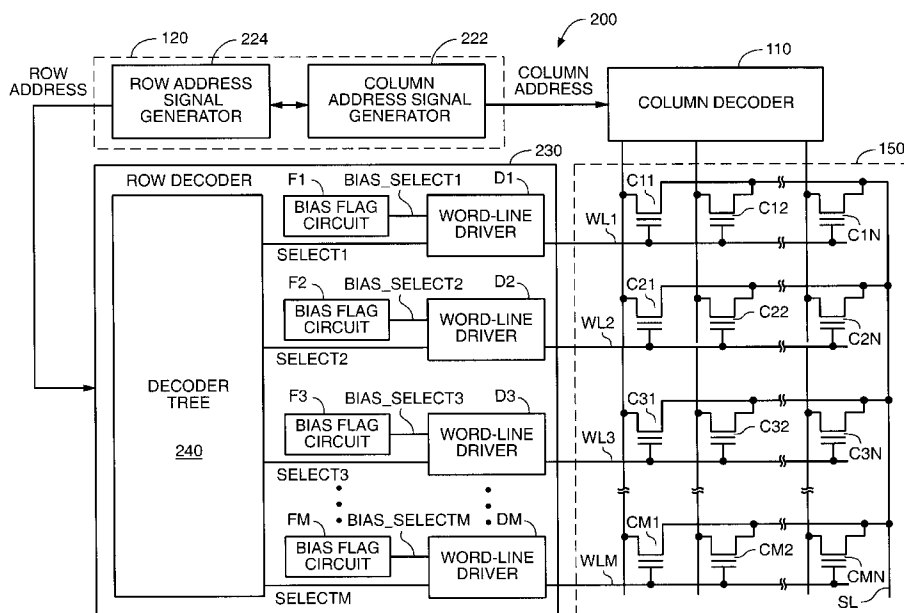 200
120
224
222
110
ROW
ADDRESS
ROW ADDRESS
SIGNAL
GENERATOR
COLUMN
ADDRESS SIGNAL
GENERATOR
COLUMN
ADDRESS
COLUMN DECODER
230
150
ROW DECODER
F1
BIAS_SELECT1
D1
BIAS FLAG
CIRCUIT
WORD-LINE
DRIVER
SELECT1
WL1
C11
C12
C1N
F2
BIAS_SELECT2
D2
BIAS FLAG
CIRCUIT
WORD-LINE
DRIVER
SELECT2
WL2
C21
C22
C2N
DECODER
TREE
240
F3
BIAS_SELECT3
D3
BIAS FLAG
CIRCUIT
WORD-LINE
DRIVER
SELECT3
WL3
C31
C32
C3N
FM
BIAS_SELECTM
DM
BIAS FLAG
CIRCUIT
WORD-LINE
DRIVER
SELECTM
WLM
CM1
CM2
CMN
SL